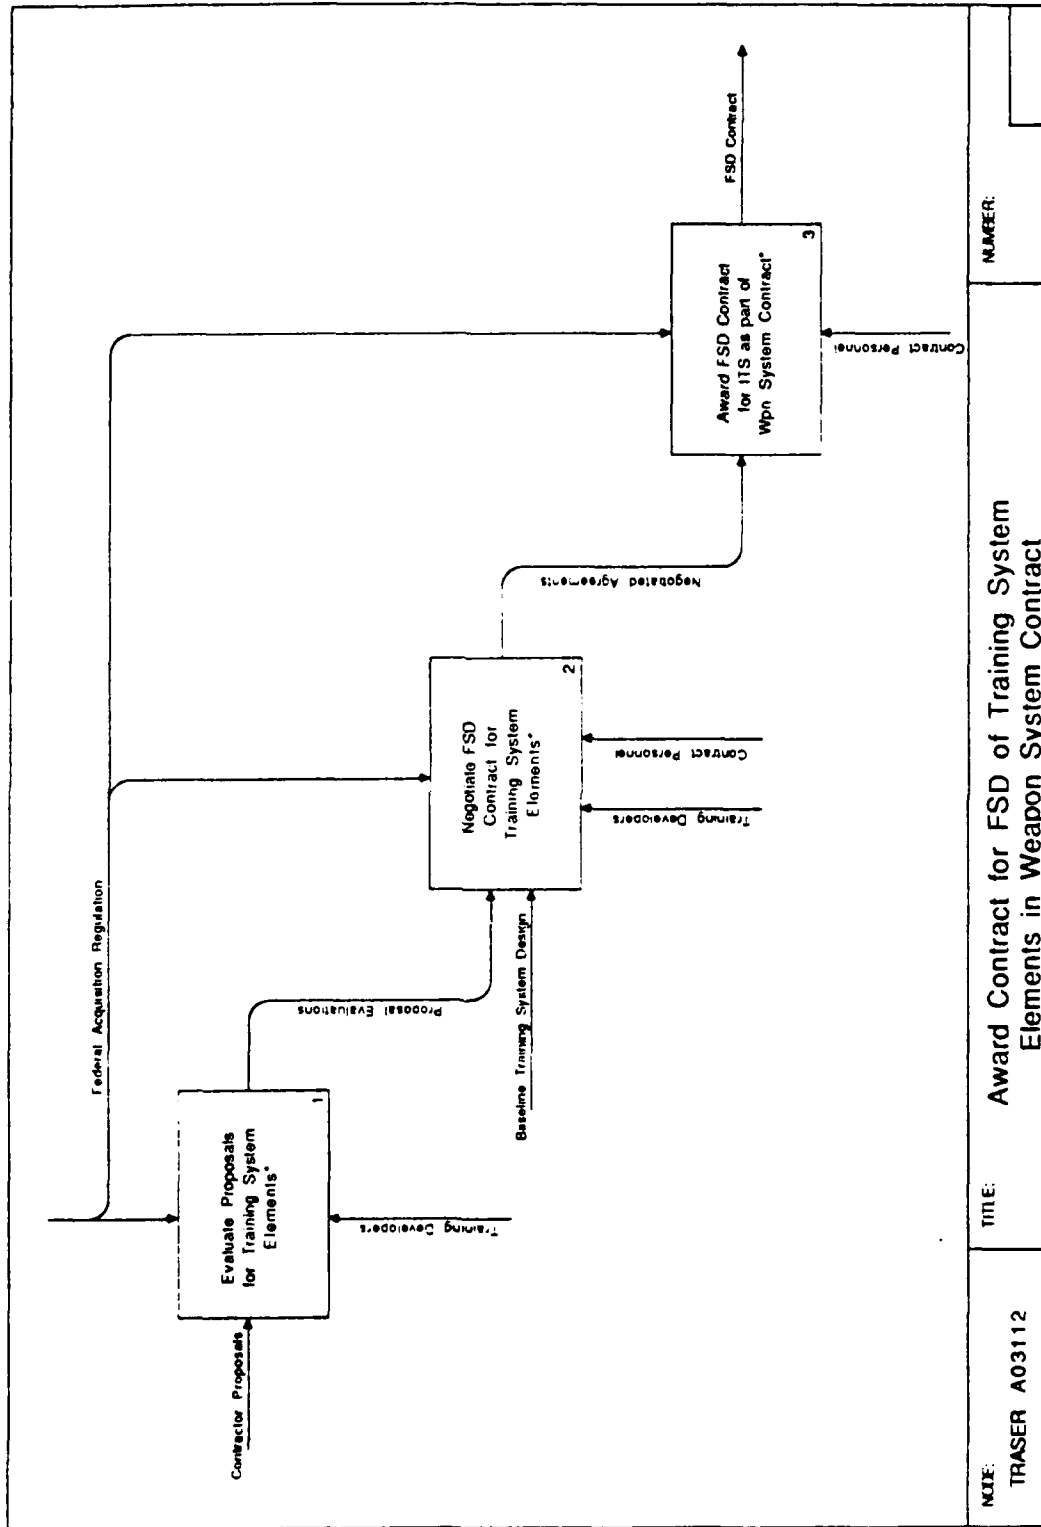 Federal Acquisition Regulation
Contractor Proposals
Evaluate Proposals
for Training System
Elements*
1
Training Developers
Proposal Evaluations
Baseline Training System Design
Negotiate FSD
Contract for
Training System
Elements*
2
Training Developers
Contract Personnel
Negotiated Agreements
Award FSD Contract
for ITS as part of
Wpn System Contract*
3
Contract Personnel
FSD Contract
NODE:
TRASER A03112
TITLE:
Award Contract for FSD of Training System
Elements in Weapon System Contract
NUMBER: